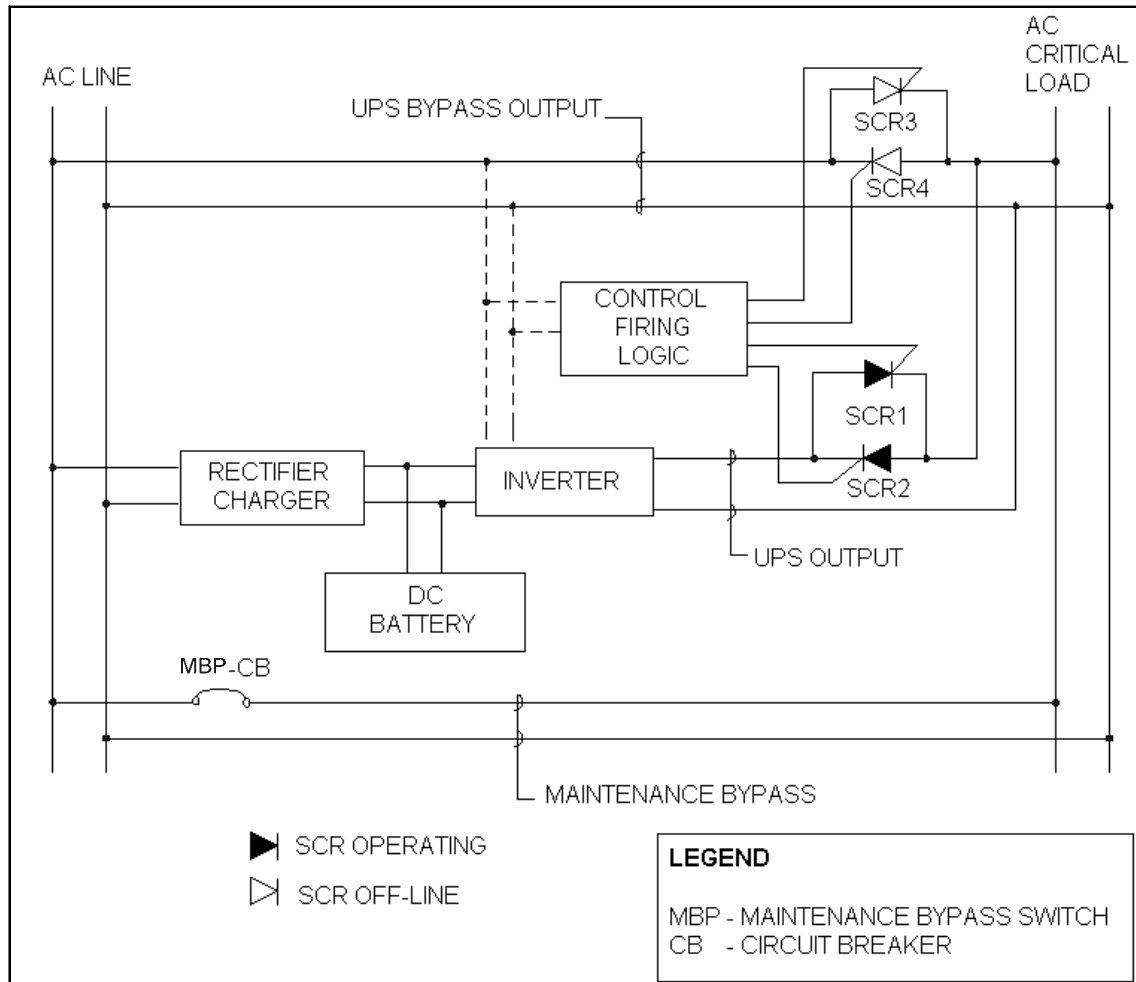 AC LINE
AC
CRITICAL
LOAD
UPS BYPASS OUTPUT
SCR3
SCR4
CONTROL
FIRING
LOGIC
SCR1
SCR2
RECTIFIER
CHARGER
INVERTER
UPS OUTPUT
DC
BATTERY
MBP-CB
MAINTENANCE BYPASS
SCR OPERATING
SCR OFF-LINE
LEGEND
MBP - MAINTENANCE BYPASS SWITCH
CB - CIRCUIT BREAKER